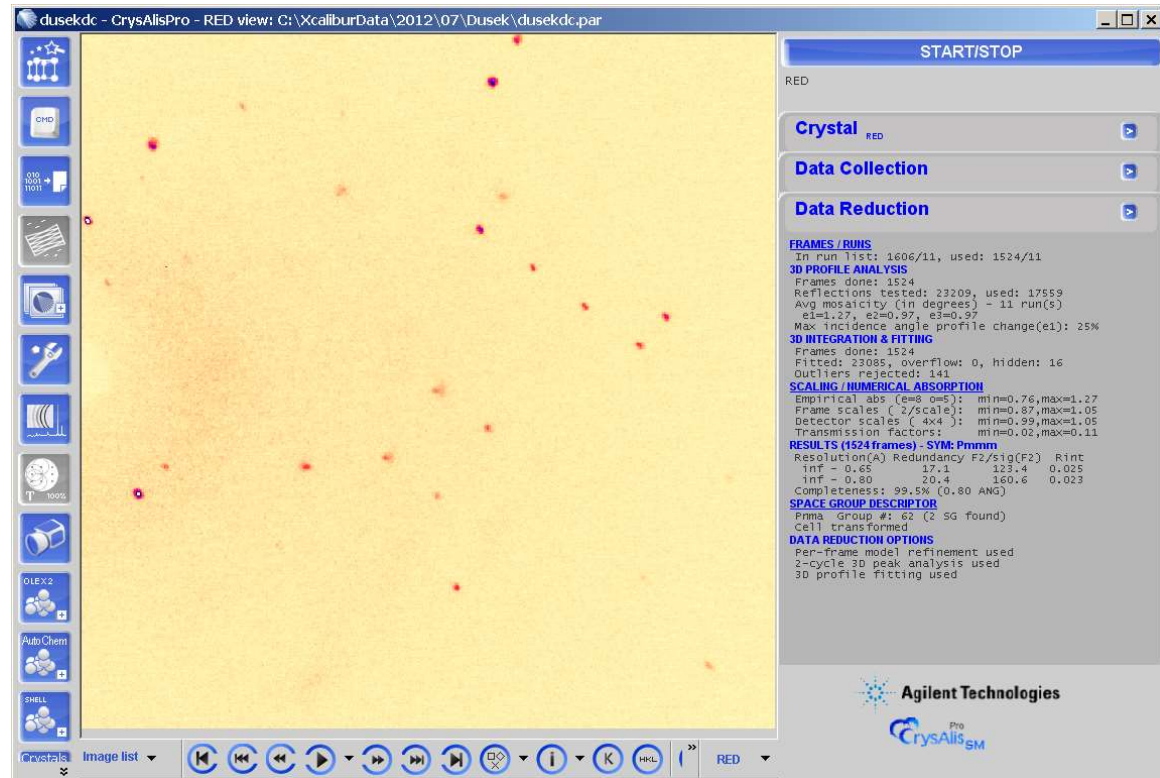 dusekdc - CrysAlisPro - RED view: C:\XcaliburData\2012\07\Dusek\dusekdc.par
CMD
010
1001
11011
T 100%
OLEX2
AutoChem
SHELL
Crystals
START/STOP
RED
Crystal RED
Data Collection
Data Reduction
FRAMES / RUNS
In run list: 1606/11, used: 1524/11
3D PROFILE ANALYSIS
Frames done: 1524
Reflections tested: 23209, used: 17559
Avg mosaicity (in degrees) - 11 run(s)
e1=1.27, e2=0.97, e3=0.97
Max incidence angle profile change(e1): 25%
3D INTEGRATION & FITTING
Frames done: 1524
Fitted: 23085, overflow: 0, hidden: 16
Outliers rejected: 141
SCALING / NUMERICAL ABSORPTION
Empirical abs (e=8 o=5): min=0.76,max=1.27
Frame scales ( 2/scale): min=0.87,max=1.05
Detector scales ( 4x4 ): min=0.99,max=1.05
Transmission factors: min=0.02,max=0.11
RESULTS (1524 frames) - SYM: Pmmm
Resolution(A) Redundancy F2/sig(F2) Rint
inf - 0.65 17.1 123.4 0.025
inf - 0.80 20.4 160.6 0.023
Completeness: 99.5% (0.80 ANG)
SPACE GROUP DESCRIPTOR
Pnma Group #: 62 (2 SG found)
Cell transformed
DATA REDUCTION OPTIONS
Per-frame model refinement used
2-cycle 3D peak analysis used
3D profile fitting used
Agilent Technologies
CrysAlis Pro SM
Image list
i
K
HKL
RED